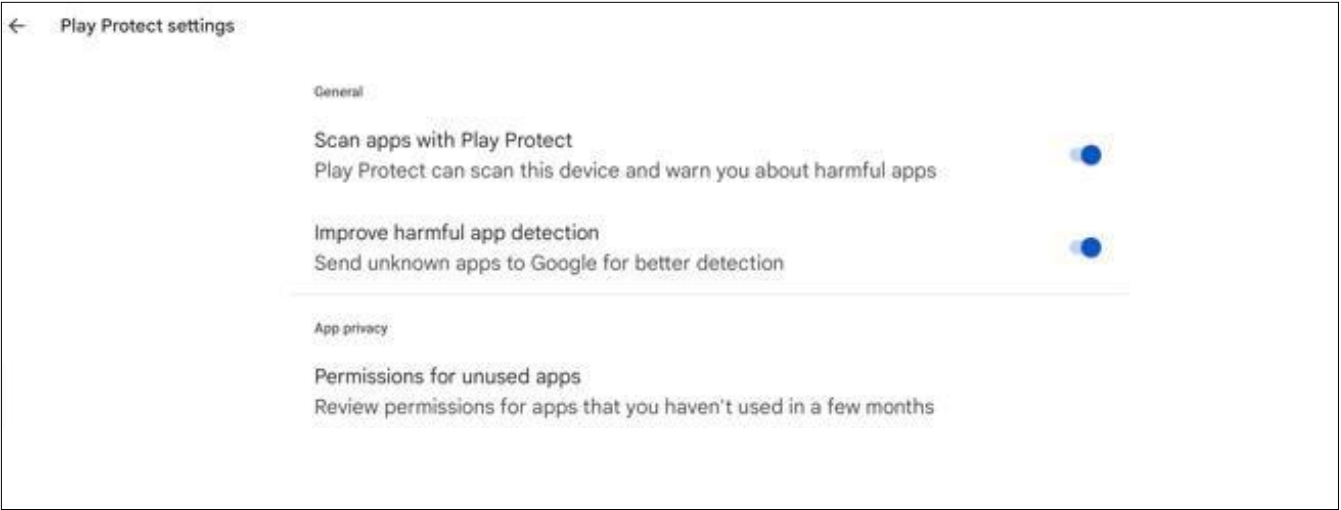 Play Protect settings
General
Scan apps with Play Protect
Play Protect can scan this device and warn you about harmful apps
Improve harmful app detection
Send unknown apps to Google for better detection
App privacy
Permissions for unused apps
Review permissions for apps that you haven't used in a few months